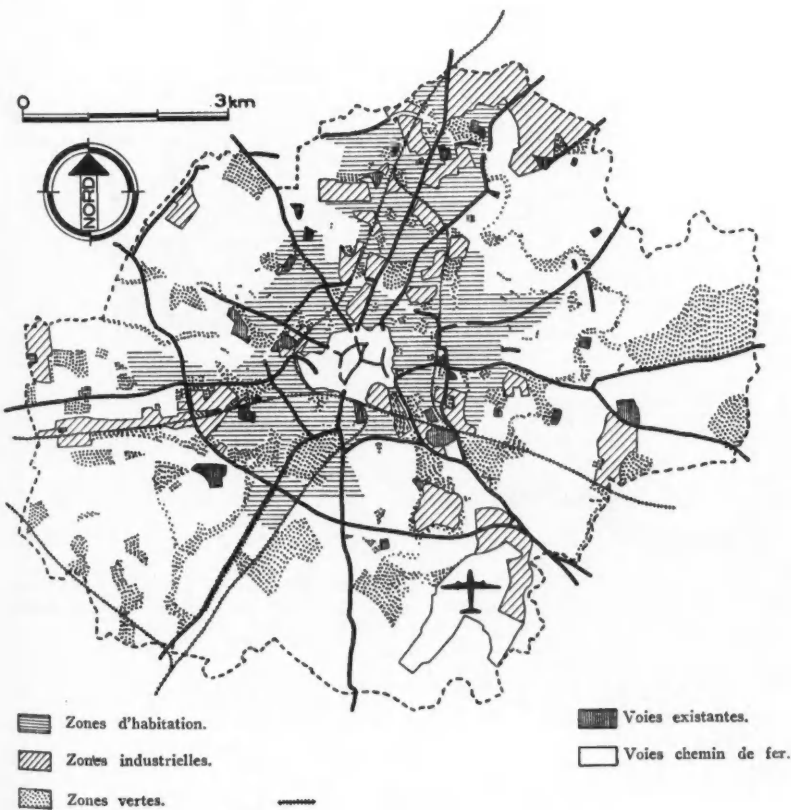 0 3km
NORD
Zones d'habitation.
Zones industrielles.
Zones vertes.
Voies existantes.
Voies chemin de fer.